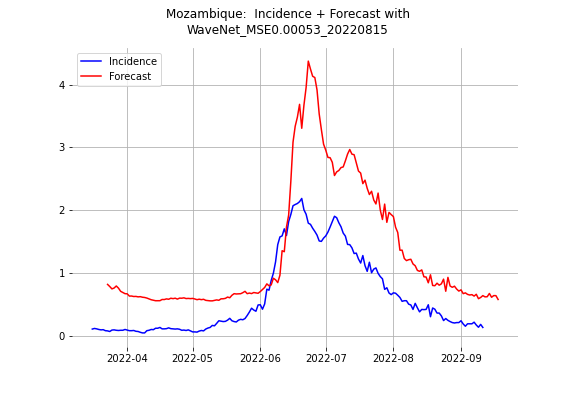 Mozambique:  Incidence + Forecast with
WaveNet_MSE0.00053_20220815
Incidence
Forecast
4
3
2
1
0
2022-04
2022-05
2022-06
2022-07
2022-08
2022-09